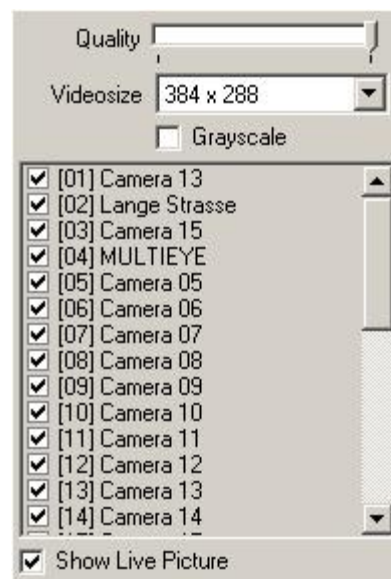 Quality
Videosize 384 x 288
Grayscale
[01] Camera 13
[02] Lange Strasse
[03] Camera 15
[04] MULTIEYE
[05] Camera 05
[06] Camera 06
[07] Camera 07
[08] Camera 08
[09] Camera 09
[10] Camera 10
[11] Camera 11
[12] Camera 12
[13] Camera 13
[14] Camera 14
Show Live Picture